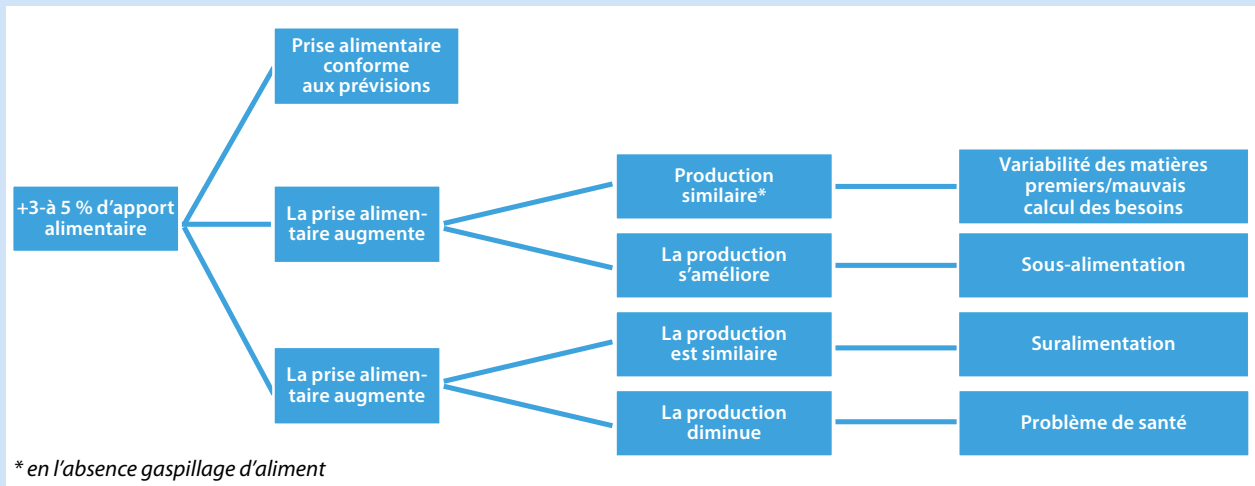 Prise alimentaire
conforme
aux prévisions
+3-à 5 % d'apport
alimentaire
La prise alimen-
taire augmente
Production
similaire*
Variabilité des matières
premiers/mauvais
calcul des besoins
La production
s'améliore
Sous-alimentation
La prise alimen-
taire augmente
La production
est similaire
Suralimentation
La production
diminue
Problème de santé
* en l'absence gaspillage d'aliment